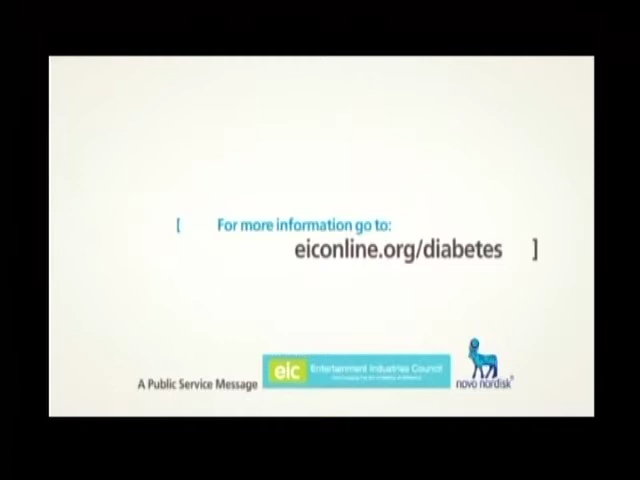 [ For more information go to:
eiconline.org/diabetes ]
A Public Service Message
eic
Entertainment Industries Council
novo nordisk®